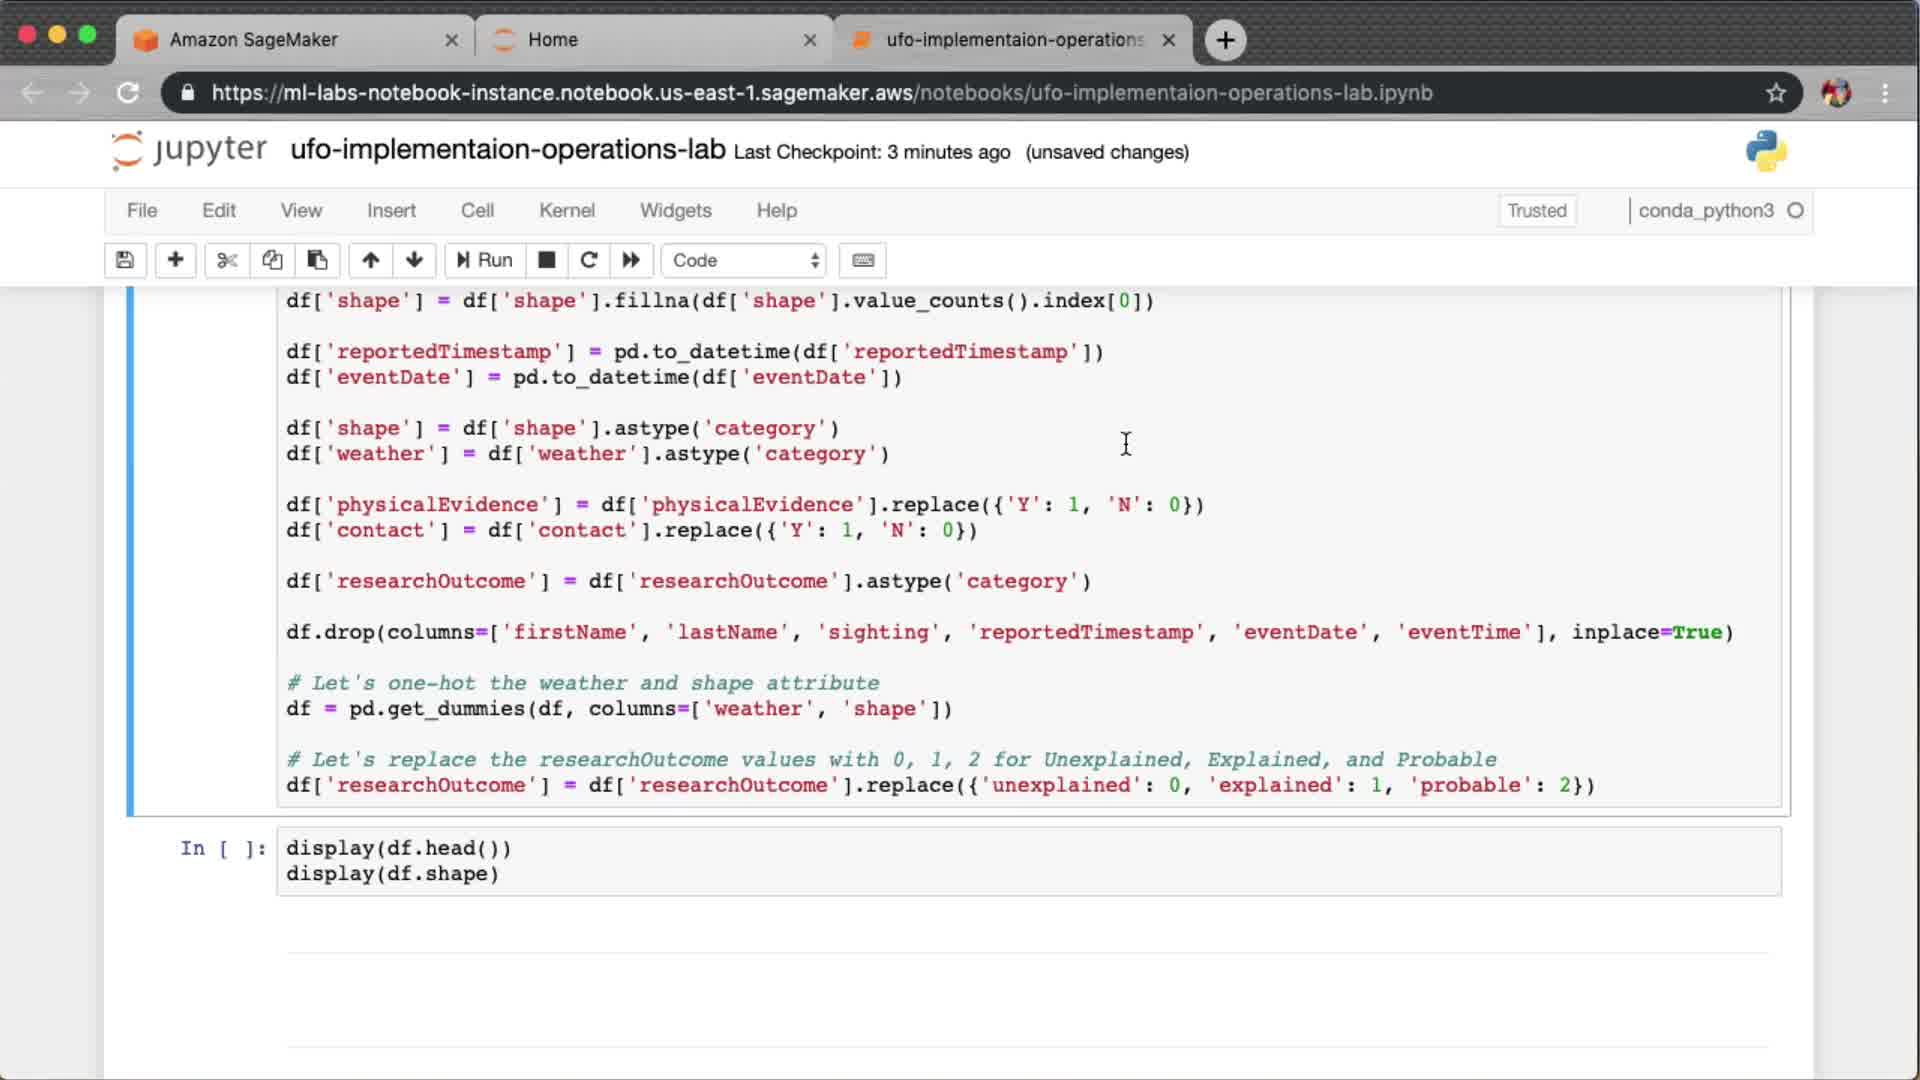 Amazon SageMaker
Home
ufo-implementaion-operations
https://ml-labs-notebook-instance.notebook.us-east-1.sagemaker.aws/notebooks/ufo-implementaion-operations-lab.ipynb
jupyter ufo-implementaion-operations-lab Last Checkpoint: 3 minutes ago (unsaved changes)
File Edit View Insert Cell Kernel Widgets Help Trusted conda_python3
Run Code
df['shape'] = df['shape'].fillna(df['shape'].value_counts().index[0])
df['reportedTimestamp'] = pd.to_datetime(df['reportedTimestamp'])
df['eventDate'] = pd.to_datetime(df['eventDate'])
df['shape'] = df['shape'].astype('category')
df['weather'] = df['weather'].astype('category')
df['physicalEvidence'] = df['physicalEvidence'].replace({'Y': 1, 'N': 0})
df['contact'] = df['contact'].replace({'Y': 1, 'N': 0})
df['researchOutcome'] = df['researchOutcome'].astype('category')
df.drop(columns=['firstName', 'lastName', 'sighting', 'reportedTimestamp', 'eventDate', 'eventTime'], inplace=True)
# Let's one-hot the weather and shape attribute
df = pd.get_dummies(df, columns=['weather', 'shape'])
# Let's replace the researchOutcome values with 0, 1, 2 for Unexplained, Explained, and Probable
df['researchOutcome'] = df['researchOutcome'].replace({'unexplained': 0, 'explained': 1, 'probable': 2})
In [ ]: display(df.head())
display(df.shape)